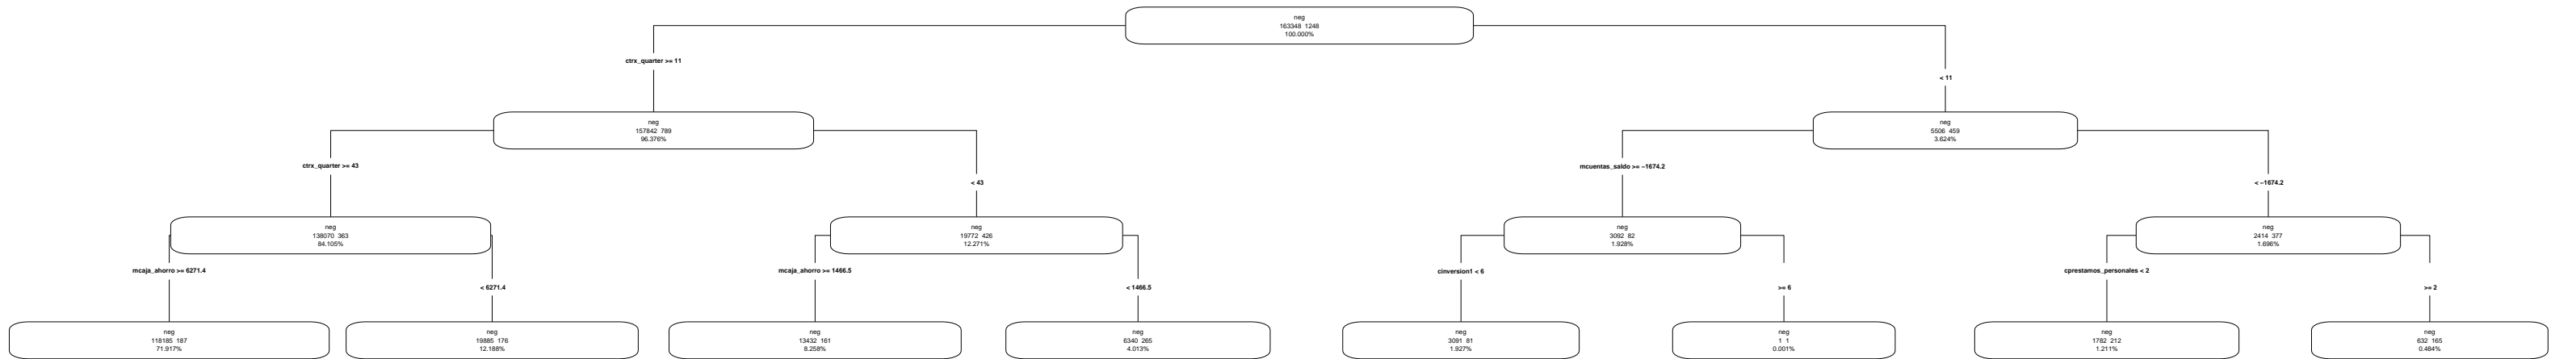 neg
163348 1248
100.000%
ctrx_quarter >= 11
< 11
neg
157842 789
96.376%
neg
5506 459
3.624%
ctrx_quarter >= 43
< 43
mcuentas_saldo >= −1674.2
< −1674.2
neg
138070 363
84.105%
neg
19772 426
12.271%
neg
3092 82
1.928%
neg
2414 377
1.696%
mcaja_ahorro >= 6271.4
< 6271.4
mcaja_ahorro >= 1466.5
< 1466.5
cinversion1 < 6
>= 6
cprestamos_personales < 2
>= 2
neg
118185 187
71.917%
neg
19885 176
12.188%
neg
13432 161
8.258%
neg
6340 265
4.013%
neg
3091 81
1.927%
neg
1 1
0.001%
neg
1782 212
1.211%
neg
632 165
0.484%